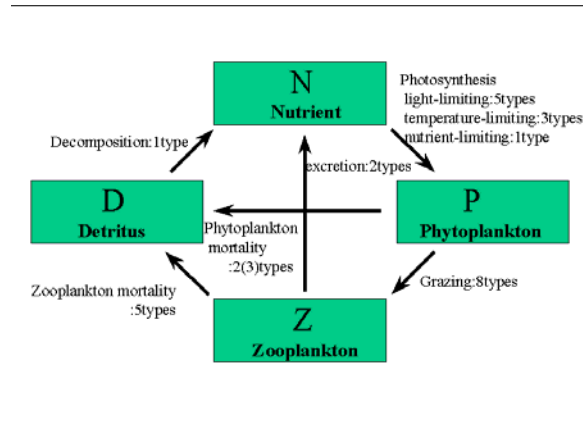 N
Nutrient
Photosynthesis
light-limiting:5types
temperature-limiting:3types
nutrient-limiting:1type
Decomposition:1type
excretion:2types
D
Detritus
P
Phytoplankton
Phytoplankton
mortality
:2(3)types
Zooplankton mortality
:5types
Grazing:8types
Z
Zooplankton